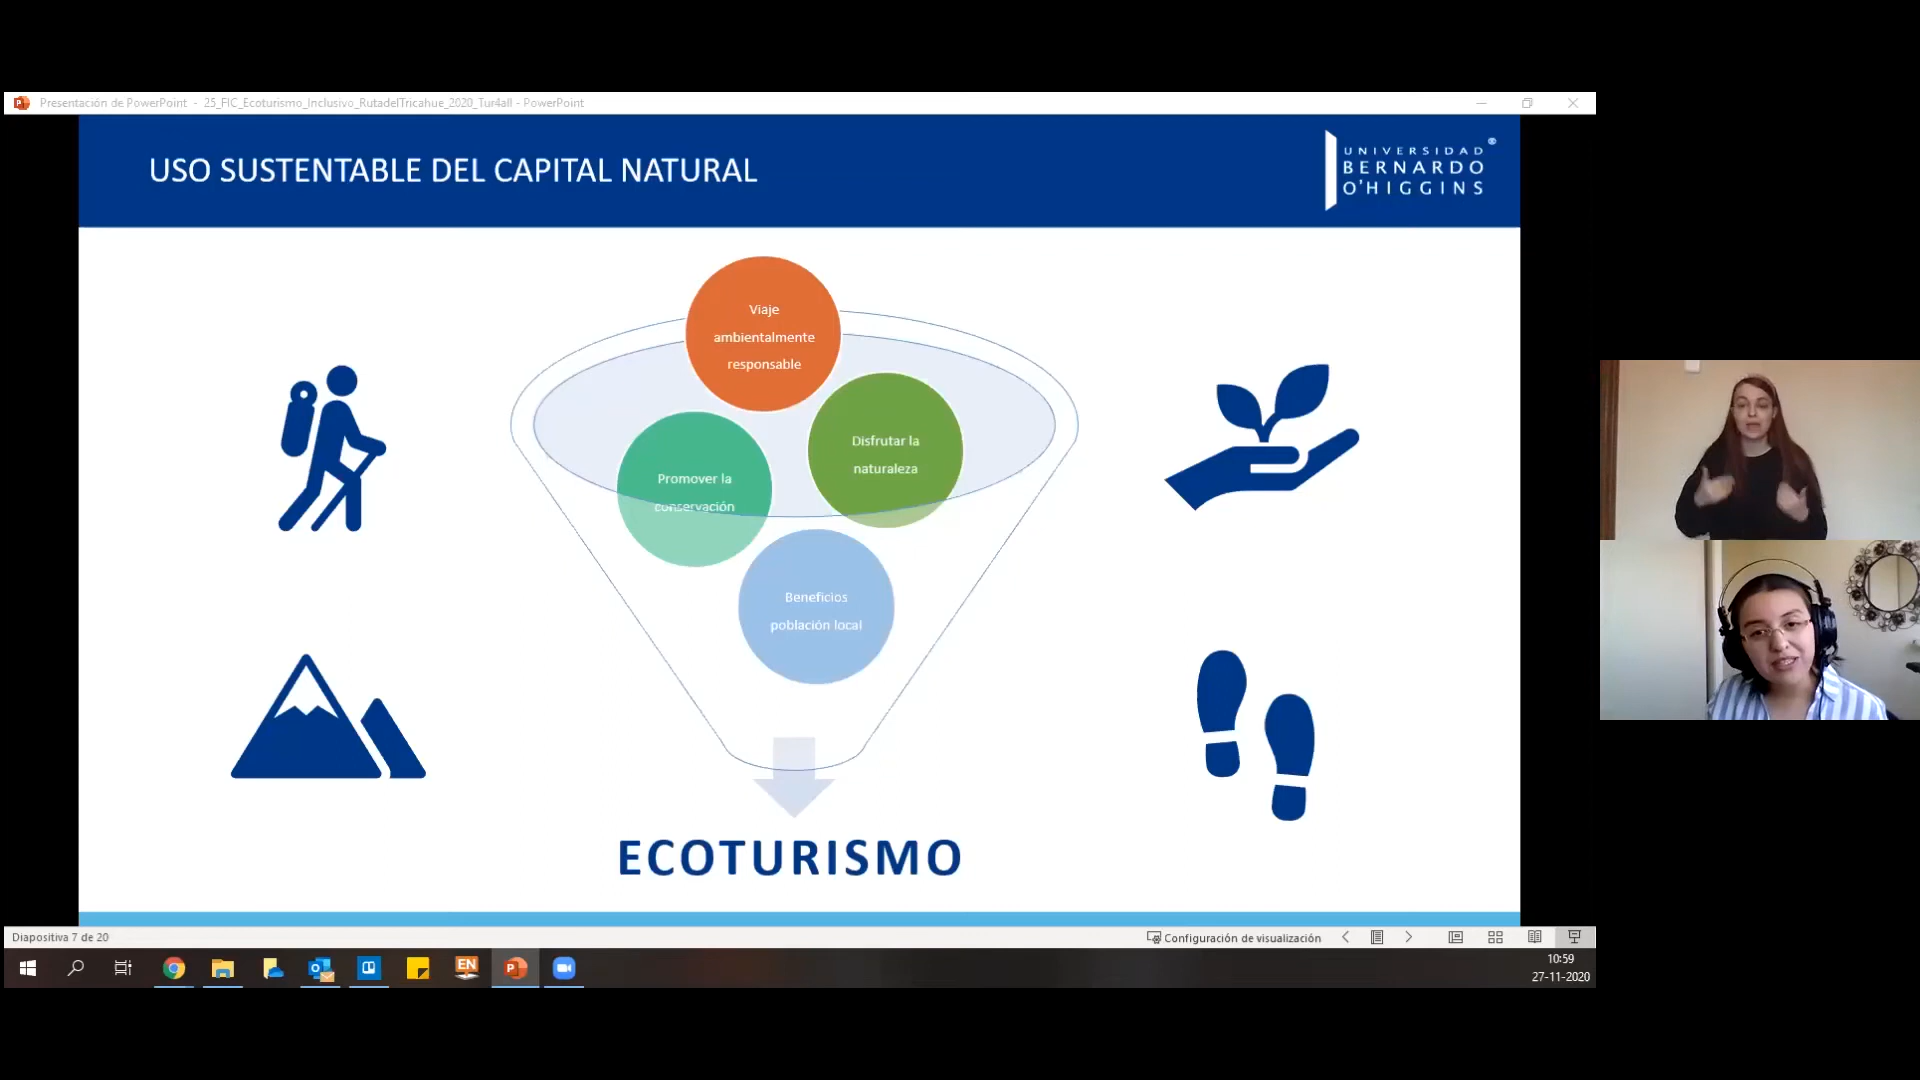 Presentación de PowerPoint - 25_FIC_Ecoturismo_Inclusivo_RutadelTricahue_2020_Tur4all - PowerPoint
USO SUSTENTABLE DEL CAPITAL NATURAL
UNIVERSIDAD
BERNARDO
O'HIGGINS
®
Viaje
ambientalmente
responsable
Disfrutar la
naturaleza
Promover la
conservación
Beneficios
población local
ECOTURISMO
Diapositiva 7 de 20
Configuración de visualización
EN
10:59
27-11-2020